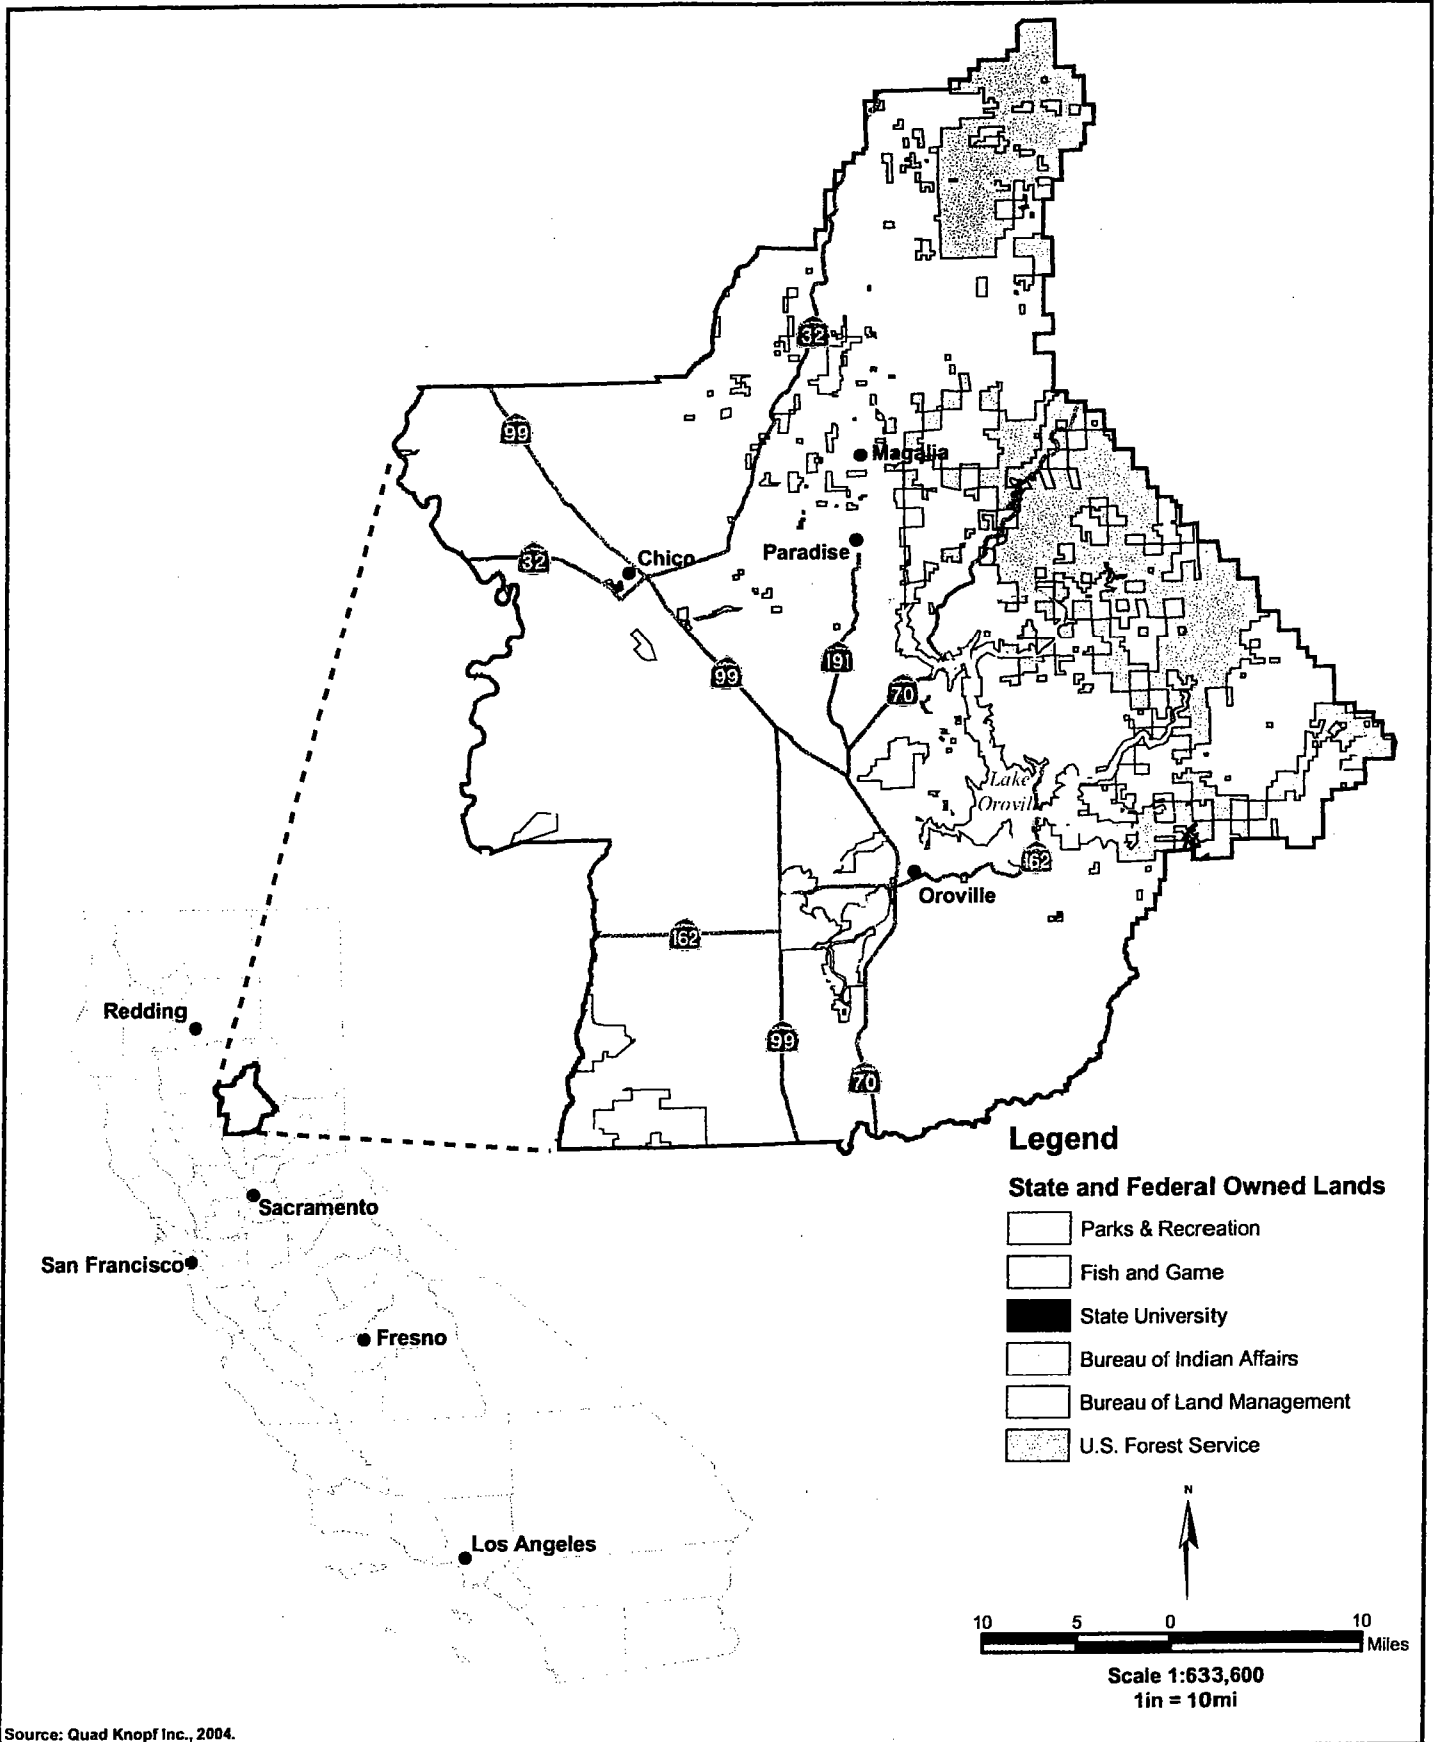 32
99
Magalia
Paradise
Chico
32
191
99
70
Lake
Orovil
162
Oroville
162
Redding
99
70
Sacramento
San Francisco
Fresno
Los Angeles
Legend
State and Federal Owned Lands
Parks & Recreation
Fish and Game
State University
Bureau of Indian Affairs
Bureau of Land Management
U.S. Forest Service
N
10 5 0 10
Miles
Scale 1:633,600
1in = 10mi
Source: Quad Knopf Inc., 2004.